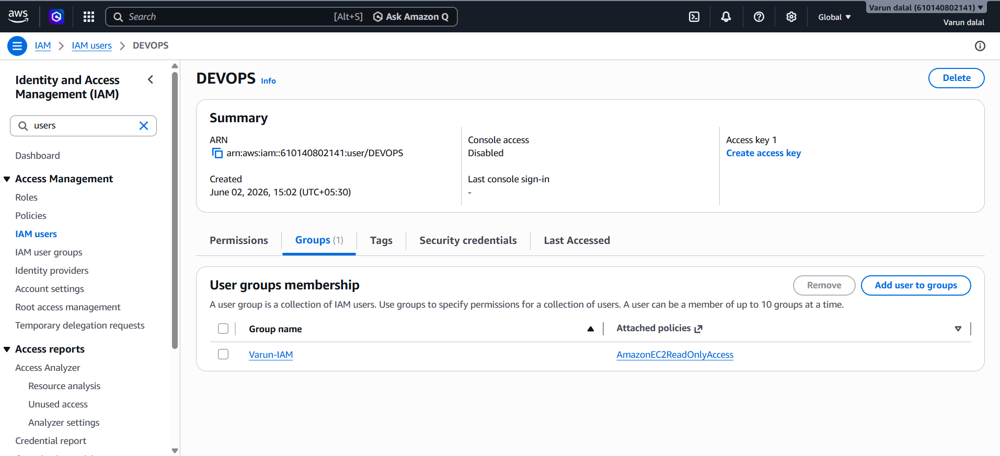 aws
Search
[Alt+S]
Ask Amazon Q
Global
Varun dalal (610140802141)
Varun dalal
IAM
IAM users
DEVOPS
Identity and Access
Management (IAM)
users
Dashboard
Access Management
Roles
Policies
IAM users
IAM user groups
Identity providers
Account settings
Root access management
Temporary delegation requests
Access reports
Access Analyzer
Resource analysis
Unused access
Analyzer settings
Credential report
DEVOPS Info
Delete
Summary
ARN
arn:aws:iam::610140802141:user/DEVOPS
Created
June 02, 2026, 15:02 (UTC+05:30)
Console access
Disabled
Last console sign-in
-
Access key 1
Create access key
Permissions
Groups (1)
Tags
Security credentials
Last Accessed
User groups membership
Remove
Add user to groups
A user group is a collection of IAM users. Use groups to specify permissions for a collection of users. A user can be a member of up to 10 groups at a time.
Group name
Attached policies
Varun-IAM
AmazonEC2ReadOnlyAccess